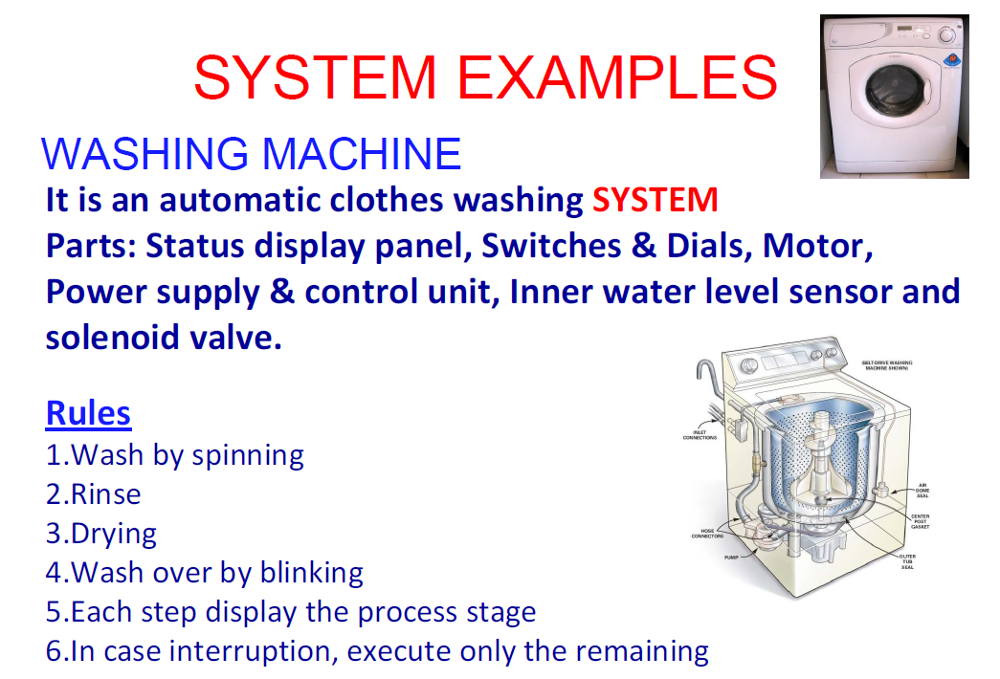 SYSTEM EXAMPLES
WASHING MACHINE
It is an automatic clothes washing SYSTEM
Parts: Status display panel, Switches & Dials, Motor,
Power supply & control unit, Inner water level sensor and
solenoid valve.
Rules
1.Wash by spinning
2.Rinse
3.Drying
4.Wash over by blinking
5.Each step display the process stage
6.In case interruption, execute only the remaining
(BELT-DRIVE WASHING
MACHINE SHOWN)
INLET
CONNECTIONS
AIR
DOME
SEAL
CENTER
POST
GASKET
HOSE
CONNECTORS
PUMP
OUTER
TUB
SEAL